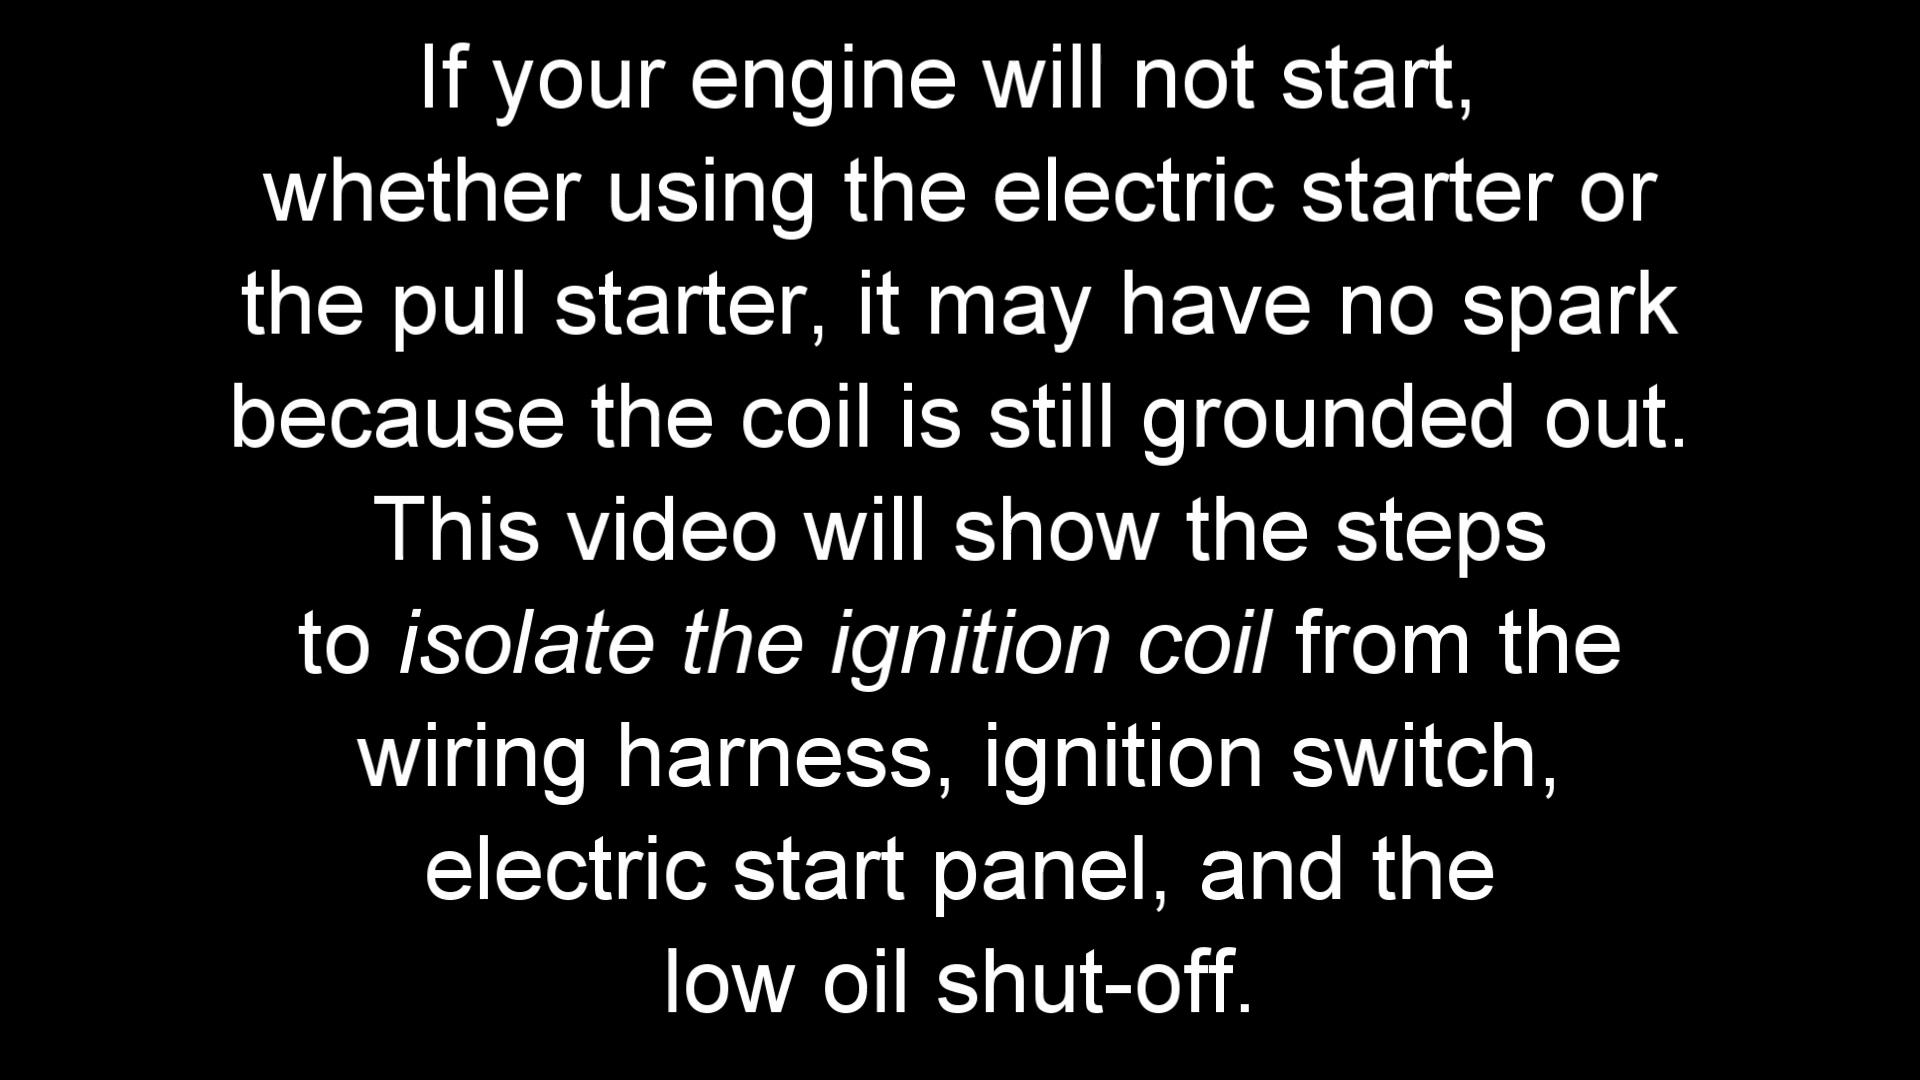 If your engine will not start,
whether using the electric starter or
the pull starter, it may have no spark
because the coil is still grounded out.
This video will show the steps
to isolate the ignition coil from the
wiring harness, ignition switch,
electric start panel, and the
low oil shut-off.